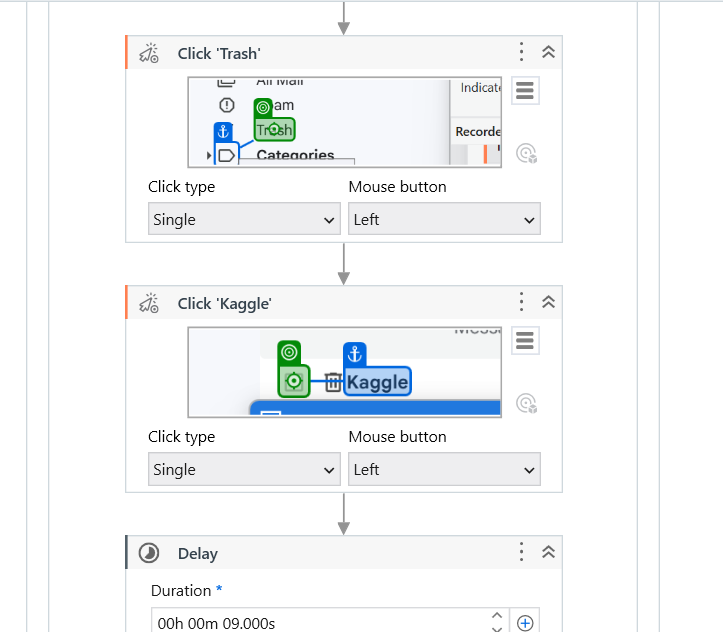 Click 'Trash'
All Mail
Indicate
am
Trash
Recorde
Categories
Click type
Mouse button
Single
Left
Click 'Kaggle'
Kaggle
Click type
Mouse button
Single
Left
Delay
Duration *
00h 00m 09.000s